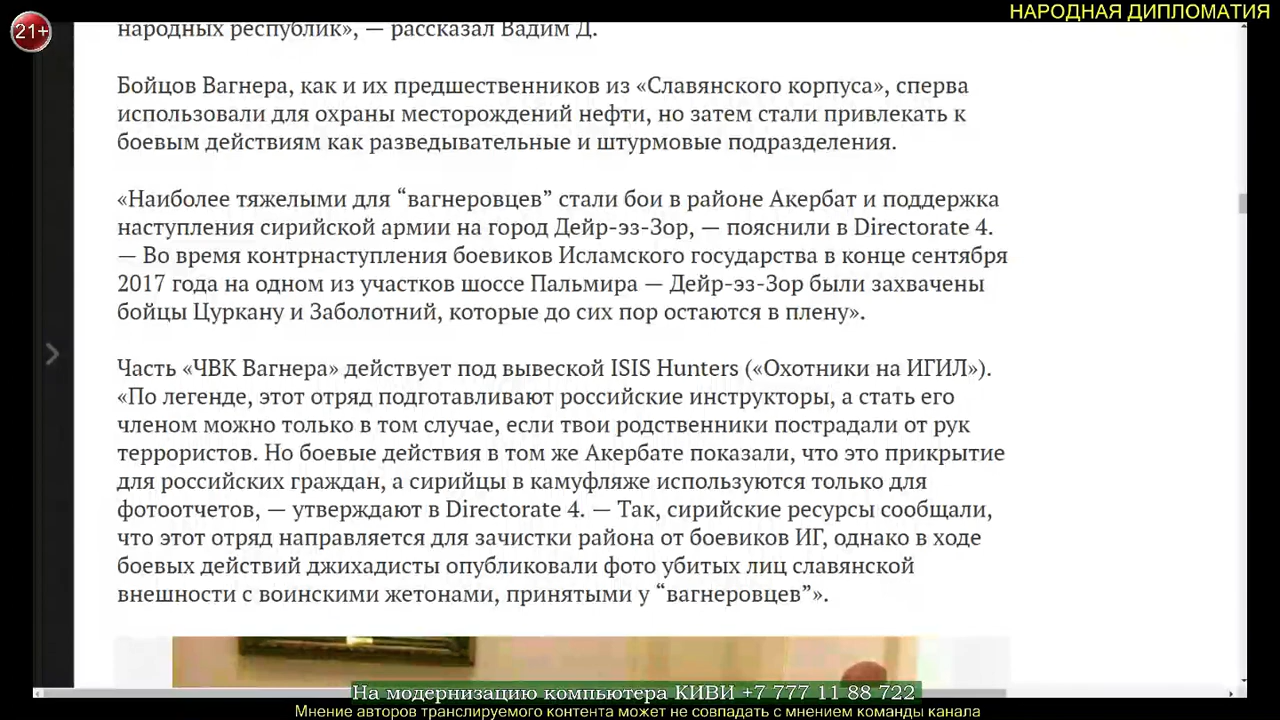 НАРОДНАЯ ДИПЛОМАТИЯ
21+
народных республик», — рассказал Вадим Д.
Бойцов Вагнера, как и их предшественников из «Славянского корпуса», сперва
использовали для охраны месторождений нефти, но затем стали привлекать к
боевым действиям как разведывательные и штурмовые подразделения.
«Наиболее тяжелыми для “вагнеровцев” стали бои в районе Акербат и поддержка
наступления сирийской армии на город Дейр-эз-Зор, — пояснили в Directorate 4.
— Во время контрнаступления боевиков Исламского государства в конце сентября
2017 года на одном из участков шоссе Пальмира — Дейр-эз-Зор были захвачены
бойцы Цуркану и Заболотний, которые до сих пор остаются в плену».
Часть «ЧВК Вагнера» действует под вывеской ISIS Hunters («Охотники на ИГИЛ»).
«По легенде, этот отряд подготавливают российские инструкторы, а стать его
членом можно только в том случае, если твои родственники пострадали от рук
террористов. Но боевые действия в том же Акербате показали, что это прикрытие
для российских граждан, а сирийцы в камуфляже используются только для
фотоотчетов, — утверждают в Directorate 4. — Так, сирийские ресурсы сообщали,
что этот отряд направляется для зачистки района от боевиков ИГ, однако в ходе
боевых действий джихадисты опубликовали фото убитых лиц славянской
внешности с воинскими жетонами, принятыми у “вагнеровцев”».
На модернизацию компьютера КИВИ +7 777 11 88 722
Мнение авторов транслируемого контента может не совпадать с мнением команды канала